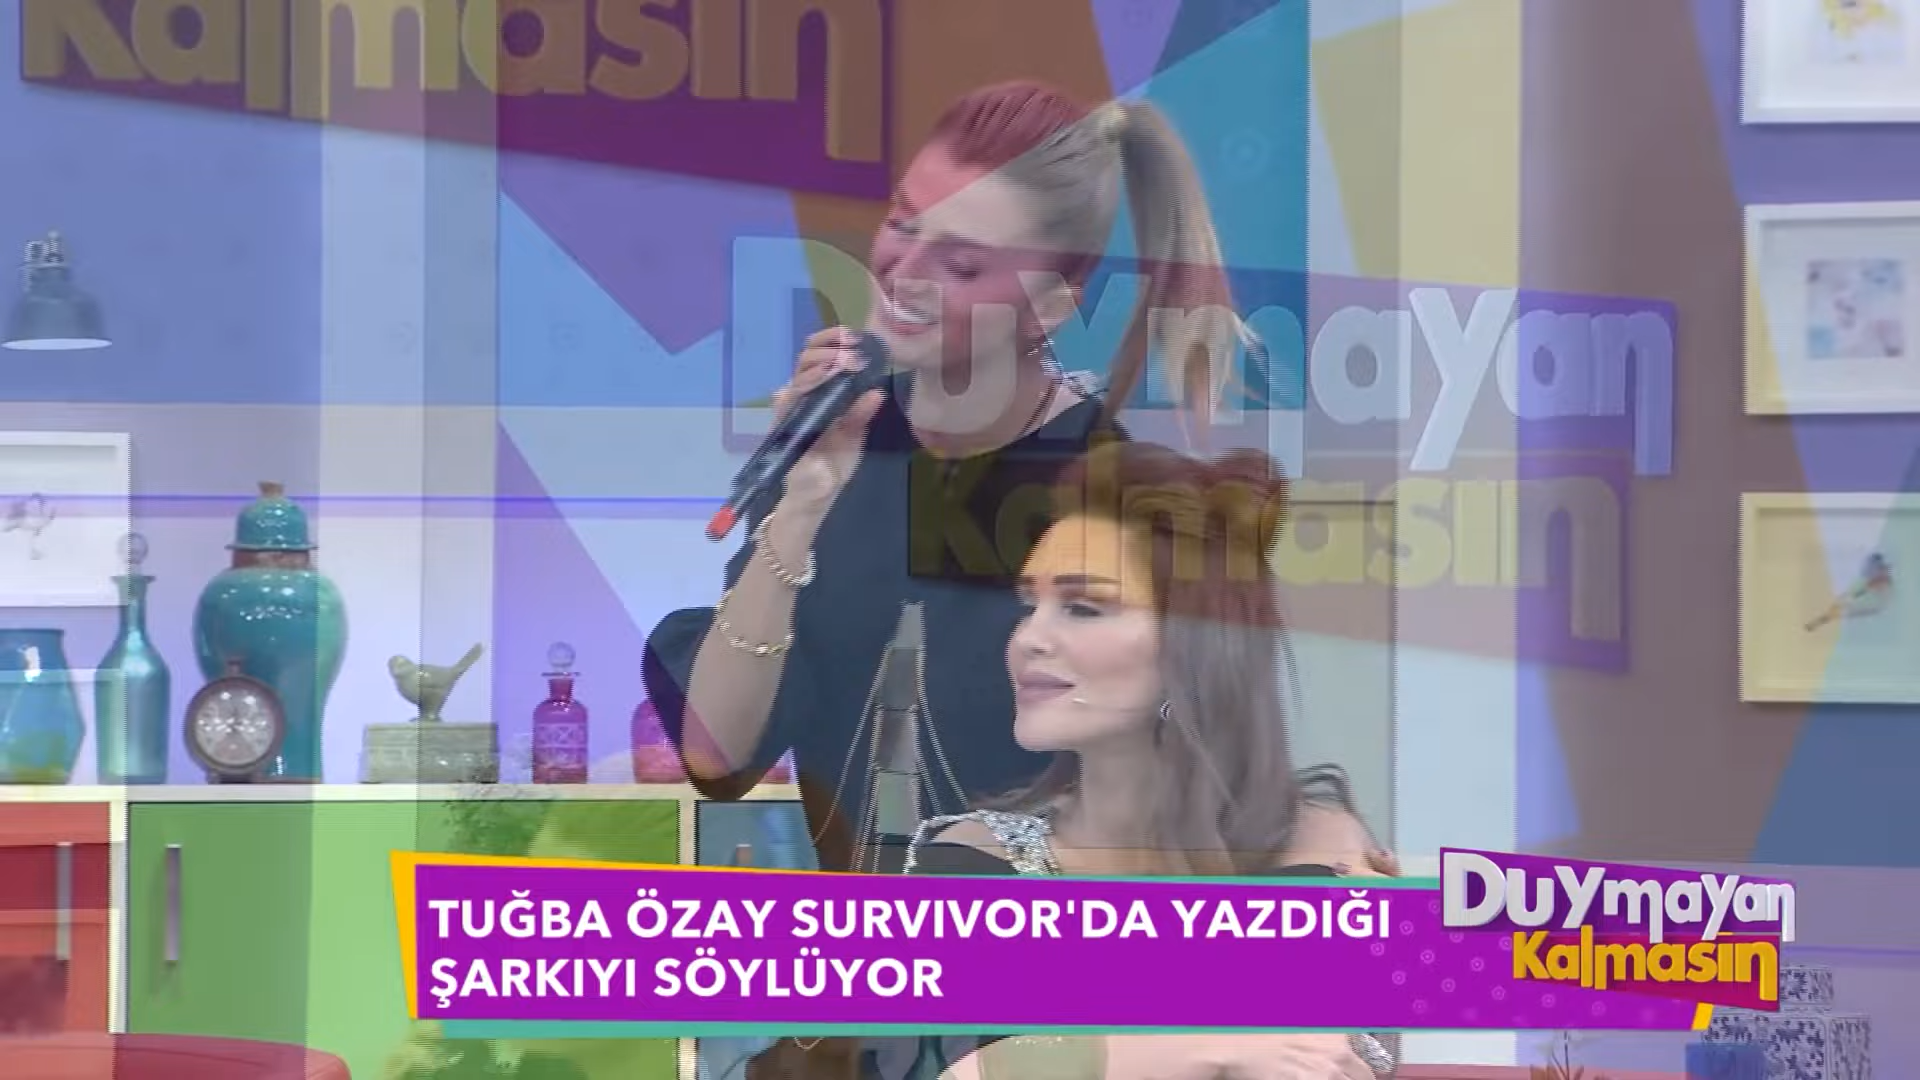 Kalmasın
Duymayan
Kalmasın
TUĞBA ÖZAY SURVIVOR'DA YAZDIĞI
ŞARKIYI SÖYLÜYOR
Duymayan
Kalmasın